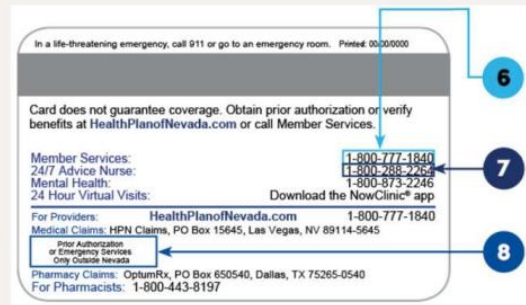 In a life-threatening emergency, call 911 or go to an emergency room. Printed: 00/00/0000
6
Card does not guarantee coverage. Obtain prior authorization or verify
benefits at HealthPlanofNevada.com or call Member Services.
Member Services: 1-800-777-1840
24/7 Advice Nurse: 1-800-288-2264
7
Mental Health: 1-800-873-2246
24 Hour Virtual Visits: Download the NowClinic® app
For Providers: HealthPlanofNevada.com 1-800-777-1840
Medical Claims: HPN Claims, PO Box 15645, Las Vegas, NV 89114-5645
Prior Authorization
or Emergency Services
Only Outside Nevada
8
Pharmacy Claims: OptumRx, PO Box 650540, Dallas, TX 75265-0540
For Pharmacists: 1-800-443-8197